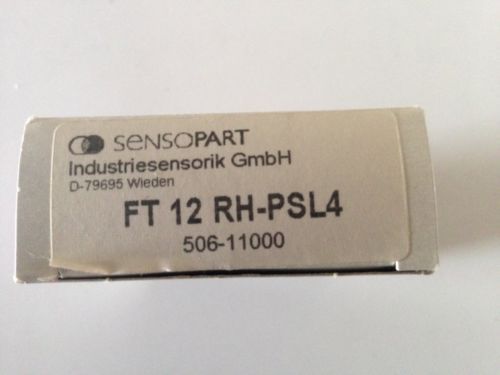 SENSOPART
Industriesensorik GmbH
D-79695 Wieden
FT 12 RH-PSL4
506-11000